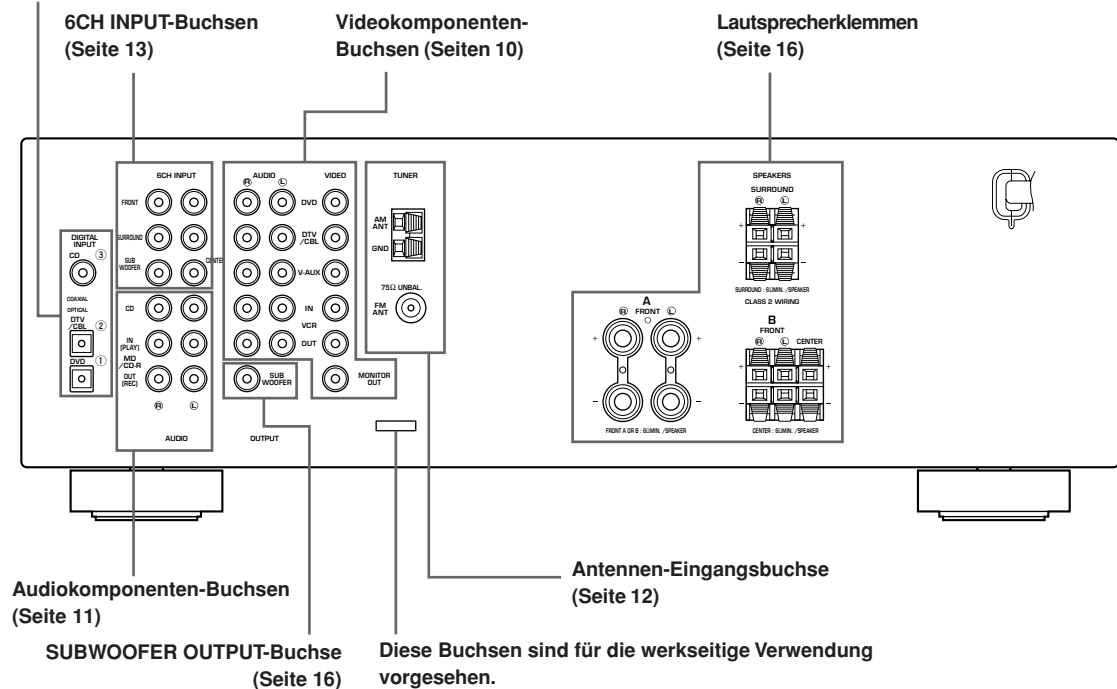 6CH INPUT-Buchsen
(Seite 13)
Videokomponenten-
Buchsen (Seiten 10)
Lautsprecherklemmen
(Seite 16)
6CH INPUT
FRONT
SURROUND
SUB
WOOFER
CENTER
DIGITAL
INPUT
CD ③
COAXIAL
OPTICAL
DTV
/CBL ②
DVD ①
CD
IN
(PLAY)
MD
/CD-R
OUT
(REC)
R L
AUDIO
AUDIO
R L
VIDEO
DVD
DTV
/CBL
V-AUX
IN
VCR
OUT
SUB
WOOFER
MONITOR
OUT
OUTPUT
TUNER
AM
ANT
GND
75Ω UNBAL.
FM
ANT
SPEAKERS
SURROUND
R L
+ +
– –
SURROUND : 6ΩMIN. /SPEAKER
CLASS 2 WIRING
A
R FRONT L
+ +
– –
FRONT A OR B : 6ΩMIN. /SPEAKER
B
FRONT
R L CENTER
+ +
– –
CENTER : 6ΩMIN. /SPEAKER
Audiokomponenten-Buchsen
(Seite 11)
SUBWOOFER OUTPUT-Buchse
(Seite 16)
Diese Buchsen sind für die werkseitige Verwendung
vorgesehen.
Antennen-Eingangsbuchse
(Seite 12)